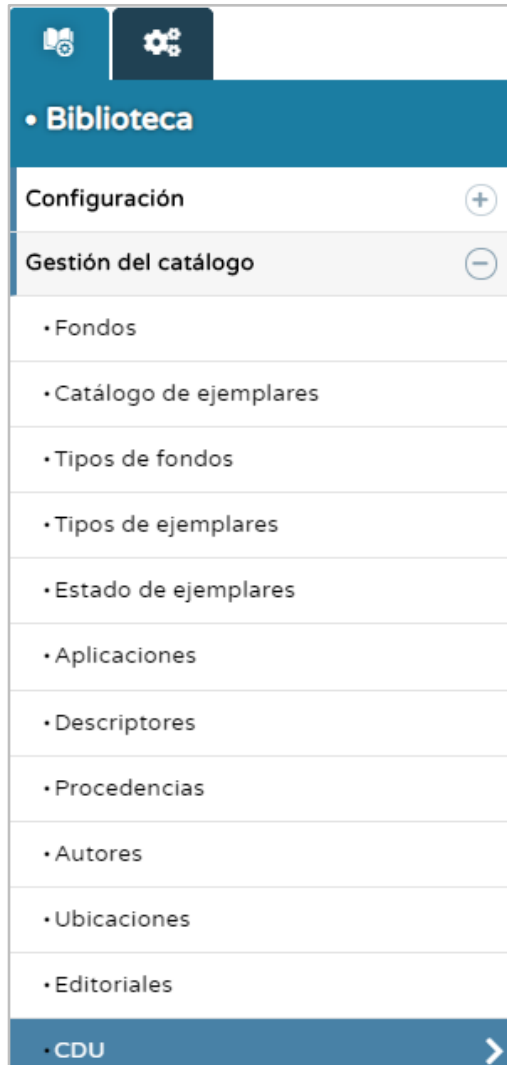 • Biblioteca
Configuración
Gestión del catálogo
• Fondos
• Catálogo de ejemplares
• Tipos de fondos
• Tipos de ejemplares
• Estado de ejemplares
• Aplicaciones
• Descriptores
• Procedencias
• Autores
• Ubicaciones
• Editoriales
• CDU